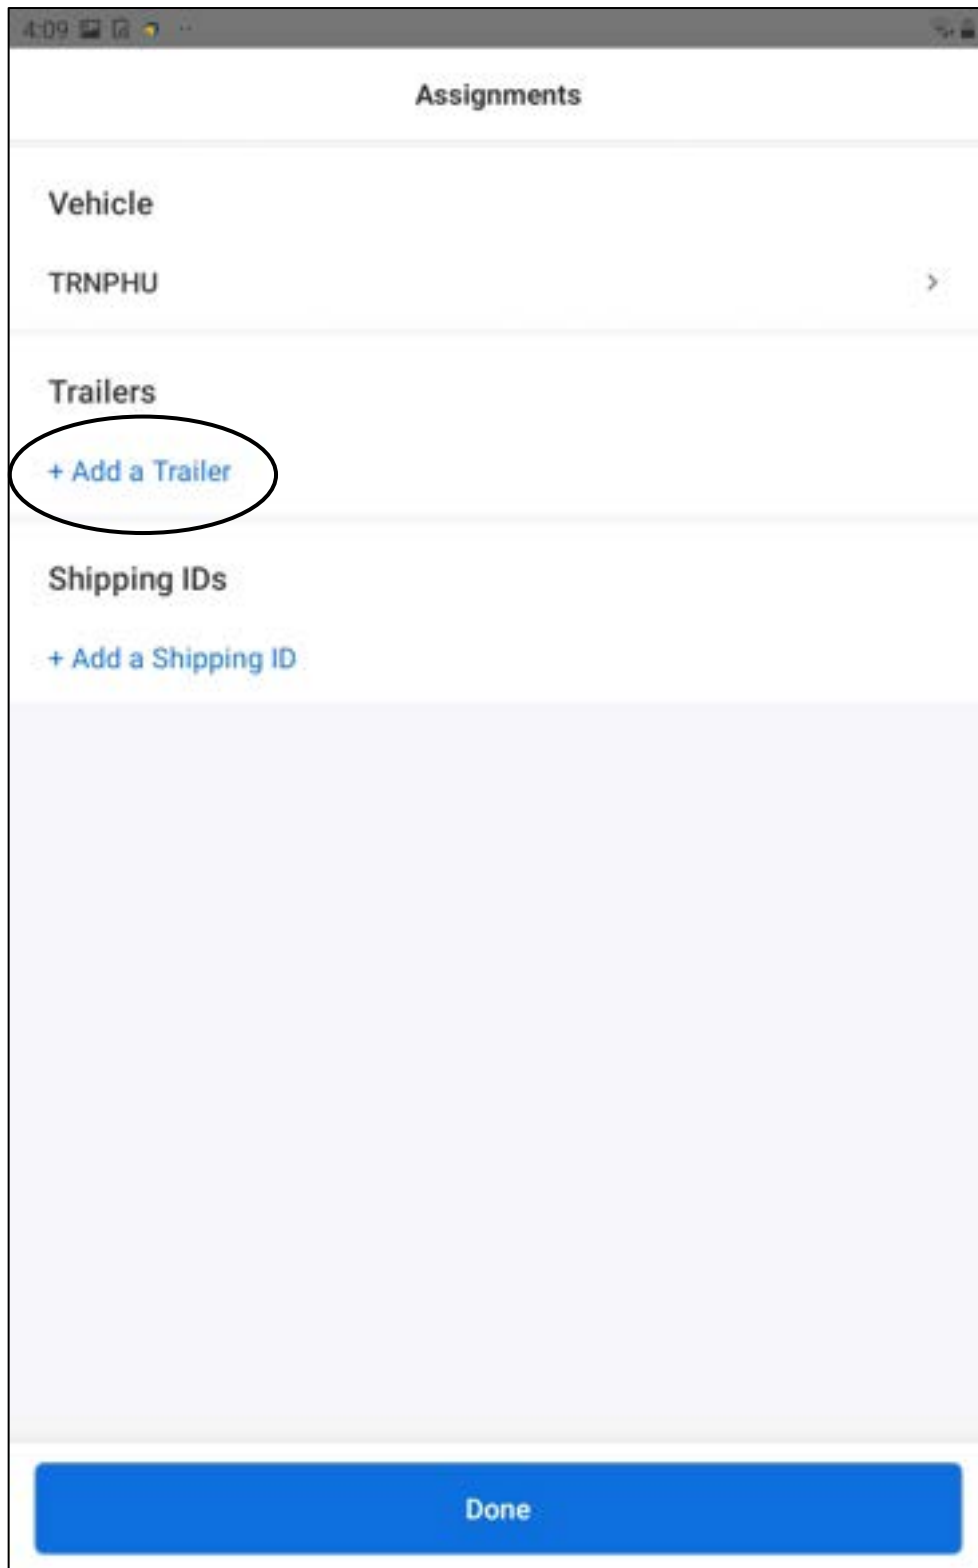 4:09
Assignments
Vehicle
TRNPHU
Trailers
+ Add a Trailer
Shipping IDs
+ Add a Shipping ID
Done